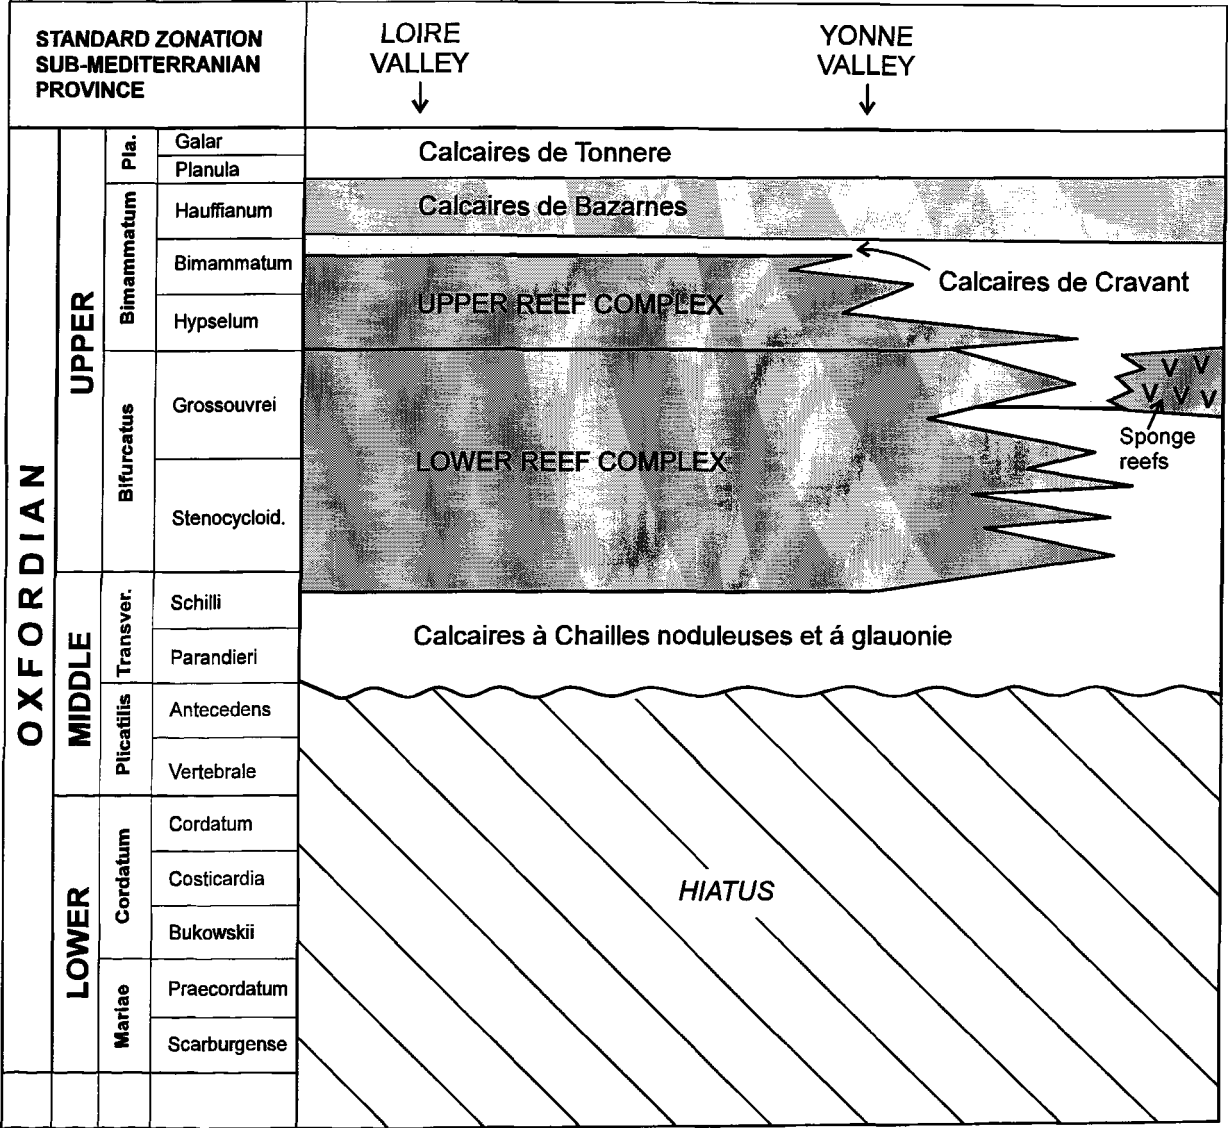 STANDARD ZONATION
SUB-MEDITERRANIAN
PROVINCE
LOIRE
VALLEY
YONNE
VALLEY
OXFORDIAN
UPPER
MIDDLE
LOWER
Pla.
Bimammatum
Bifurcatus
Transver.
Plicatilis
Cordatum
Mariae
Galar
Planula
Hauffianum
Bimammatum
Hypselum
Grossouvrei
Stenocycloid.
Schilli
Parandieri
Antecedens
Vertebrale
Cordatum
Costicardia
Bukowskii
Praecordatum
Scarburgense
Calcaires de Tonnere
Calcaires de Bazarnes
Calcaires de Cravant
UPPER REEF COMPLEX
V V
V V V
Sponge
reefs
LOWER REEF COMPLEX
Calcaires à Chailles noduleuses et á glauonie
HIATUS